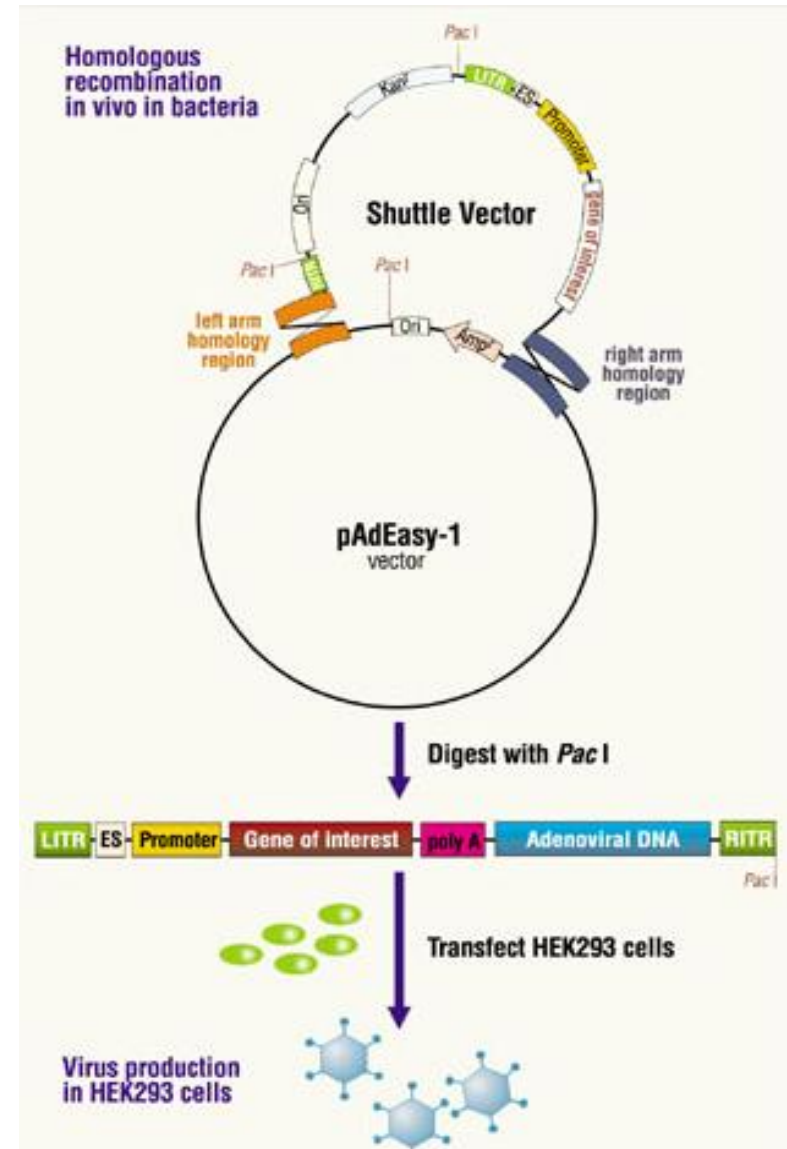 Homologous
recombination
in vivo in bacteria
Pac I
LITR
ES
Promoter
Kanr
gene of interest
Ori
Shuttle Vector
Pac I
Pac I
left arm
homology
region
Ori
Ampr
right arm
homology
region
pAdEasy-1
vector
Digest with Pac I
LITR ES Promoter Gene of interest poly A Adenoviral DNA RITR
Pac I
Transfect HEK293 cells
Virus production
in HEK293 cells